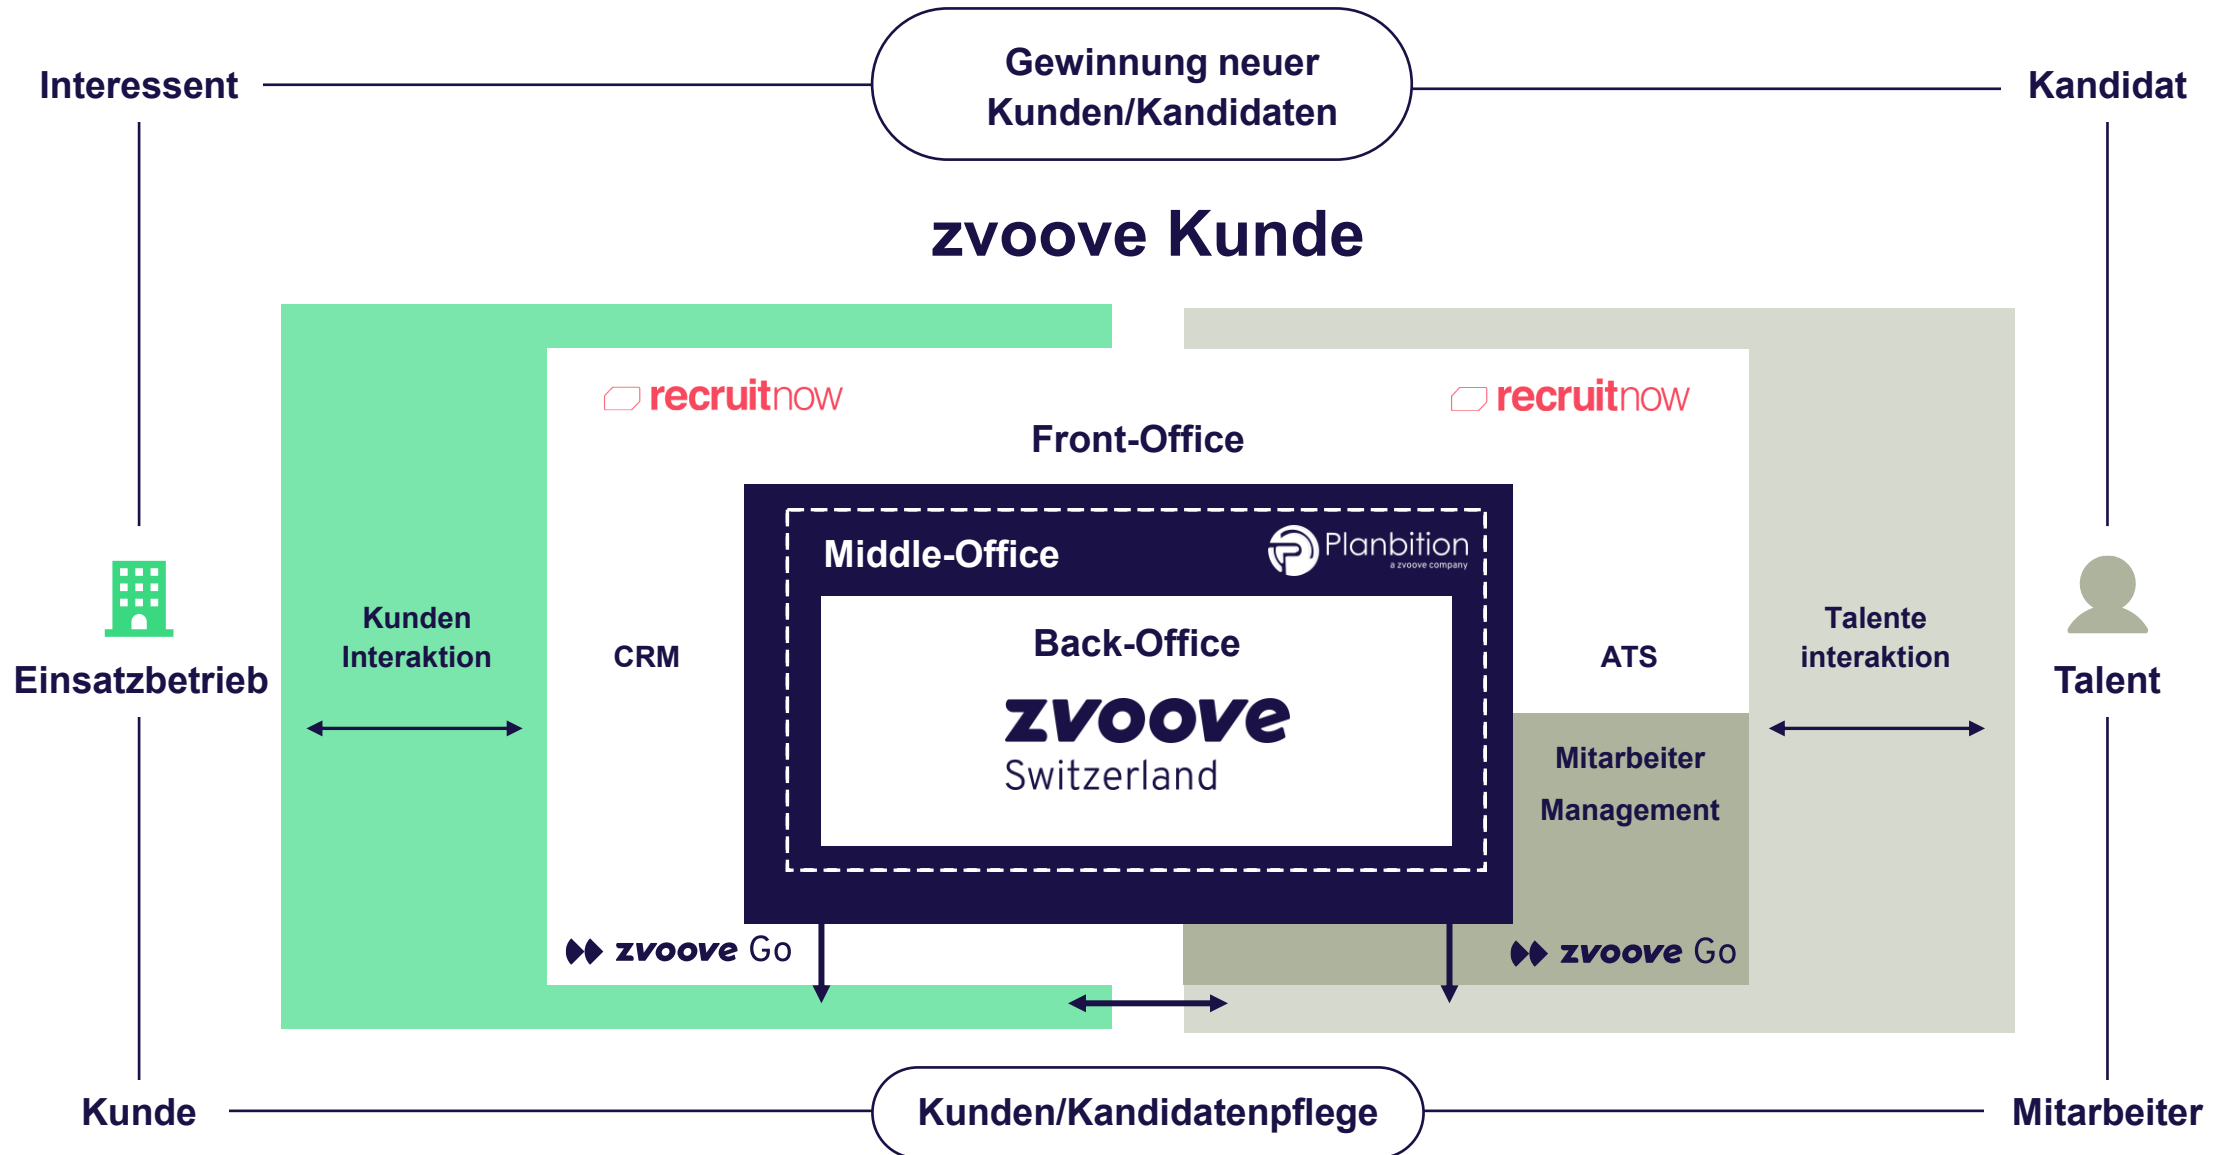 Gewinnung neuer
Kunden/Kandidaten
Interessent
Kandidat
zvoove Kunde
recruitnow
recruitnow
Front-Office
Middle-Office
Planbition
a zvoove company
Kunden
Interaktion
CRM
Back-Office
zvoove
Switzerland
ATS
Talente
interaktion
Einsatzbetrieb
Talent
Mitarbeiter
Management
zvoove Go
zvoove Go
Kunde
Kunden/Kandidatenpflege
Mitarbeiter